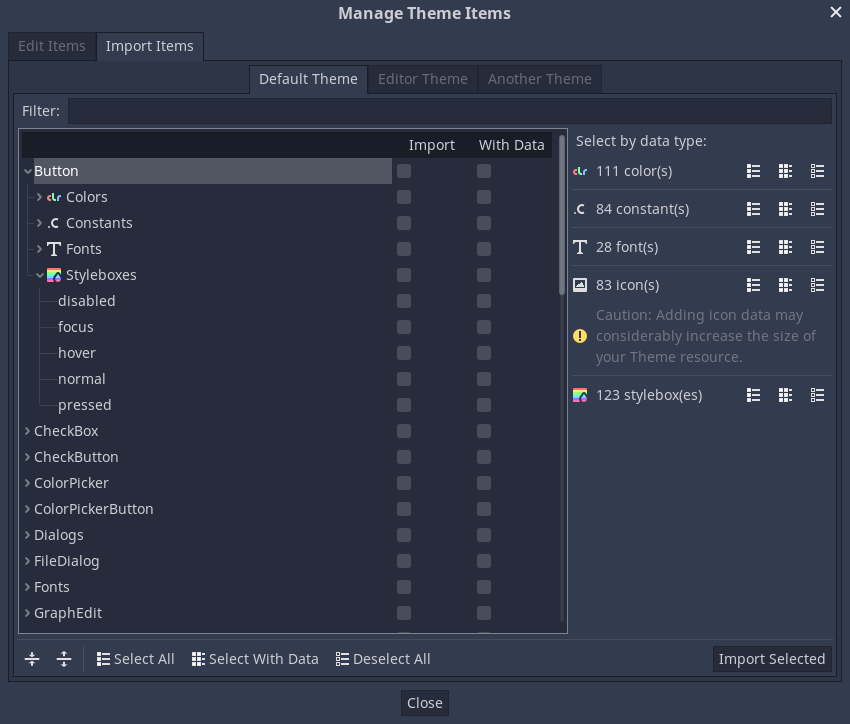 Manage Theme Items
Edit Items Import Items
Default Theme Editor Theme Another Theme
Filter:
Import With Data
Button
Colors
Constants
Fonts
Styleboxes
disabled
focus
hover
normal
pressed
CheckBox
CheckButton
ColorPicker
ColorPickerButton
Dialogs
FileDialog
Fonts
GraphEdit
Select by data type:
111 color(s)
84 constant(s)
28 font(s)
83 icon(s)
Caution: Adding icon data may
considerably increase the size of
your Theme resource.
123 stylebox(es)
Select All Select With Data Deselect All Import Selected
Close